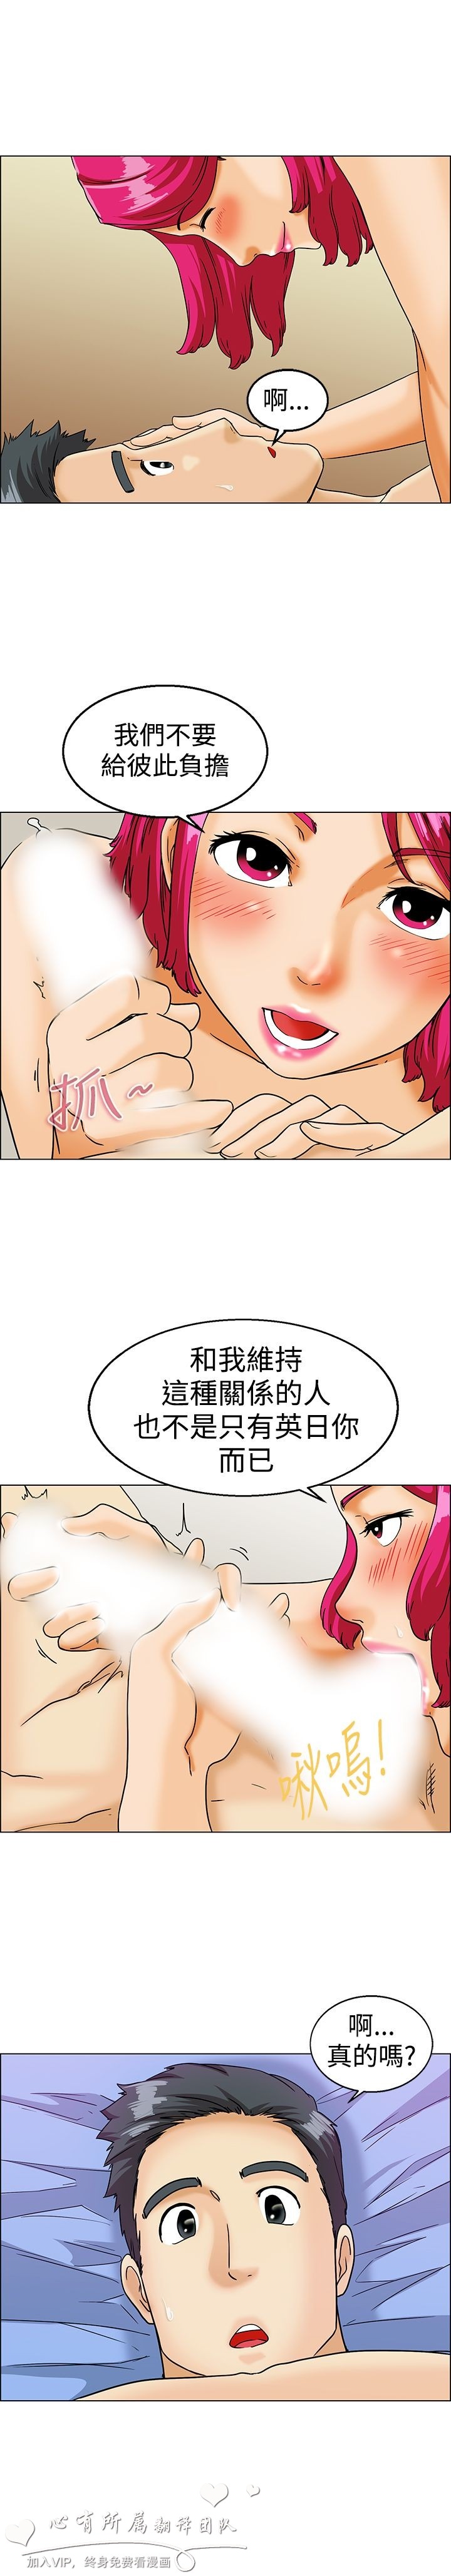 啊…
我們不要
給彼此負擔
抓~
和我維持
這種關係的人
也不是只有英日你
而已
啾嗚!
啊…
真的嗎?
心有所属翻译团队
加入VIP，终身免费看漫画